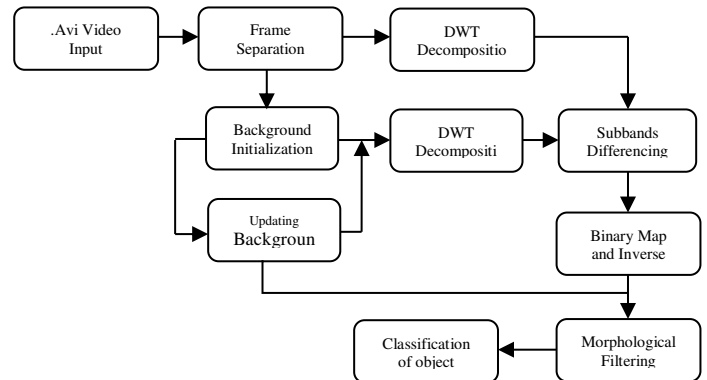 .Avi Video
Input
Frame
Separation
DWT
Decompositio
Background
Initialization
DWT
Decompositi
Subbands
Differencing
Updating
Backgroun
Binary Map
and Inverse
Classification
of object
Morphological
Filtering